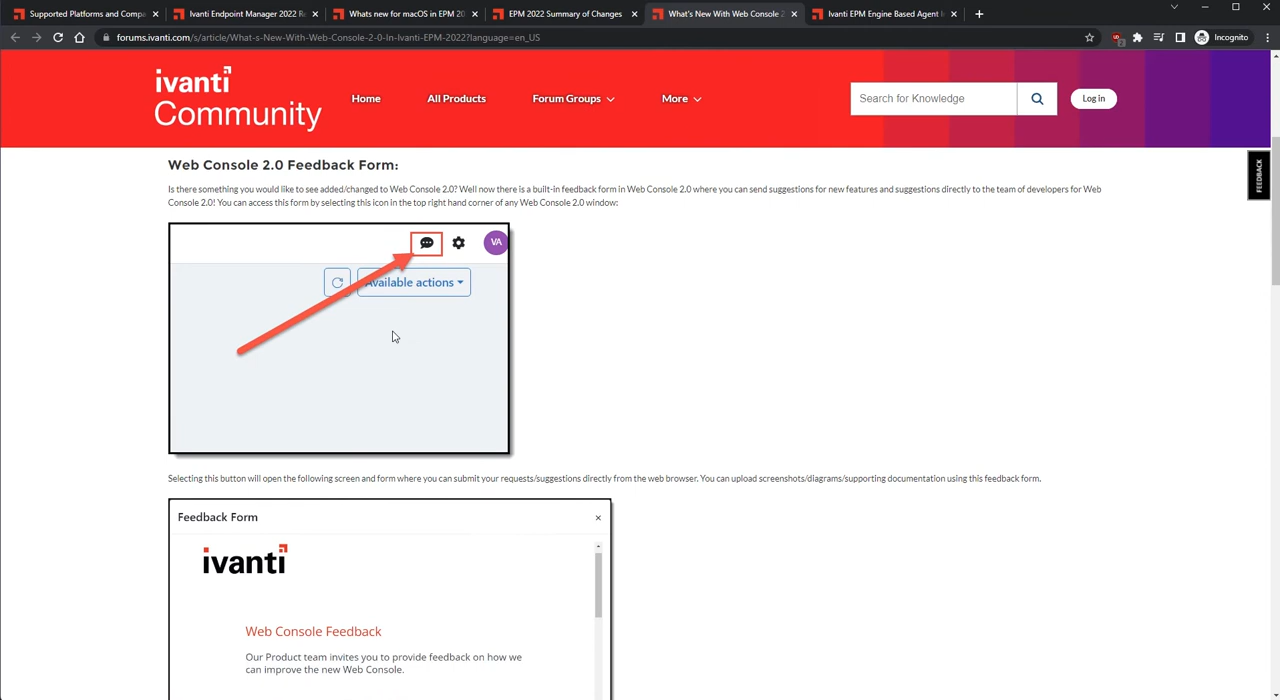 Supported Platforms and Compa
Ivanti Endpoint Manager 2022 R
Whats new for macOS in EPM 20
EPM 2022 Summary of Changes
What's New With Web Console 2
Ivanti EPM Engine Based Agent I
forums.ivanti.com/s/article/What-s-New-With-Web-Console-2-0-In-Ivanti-EPM-2022?language=en_US
2
Incognito
ivanti
Community
Home
All Products
Forum Groups
More
Search for Knowledge
Log in
FEEDBACK
Web Console 2.0 Feedback Form:
Is there something you would like to see added/changed to Web Console 2.0? Well now there is a built-in feedback form in Web Console 2.0 where you can send suggestions for new features and suggestions directly to the team of developers for Web
Console 2.0! You can access this form by selecting this icon in the top right hand corner of any Web Console 2.0 window:
VA
Available actions
Selecting this button will open the following screen and form where you can submit your requests/suggestions directly from the web browser. You can upload screenshots/diagrams/supporting documentation using this feedback form.
Feedback Form
ivanti
Web Console Feedback
Our Product team invites you to provide feedback on how we
can improve the new Web Console.